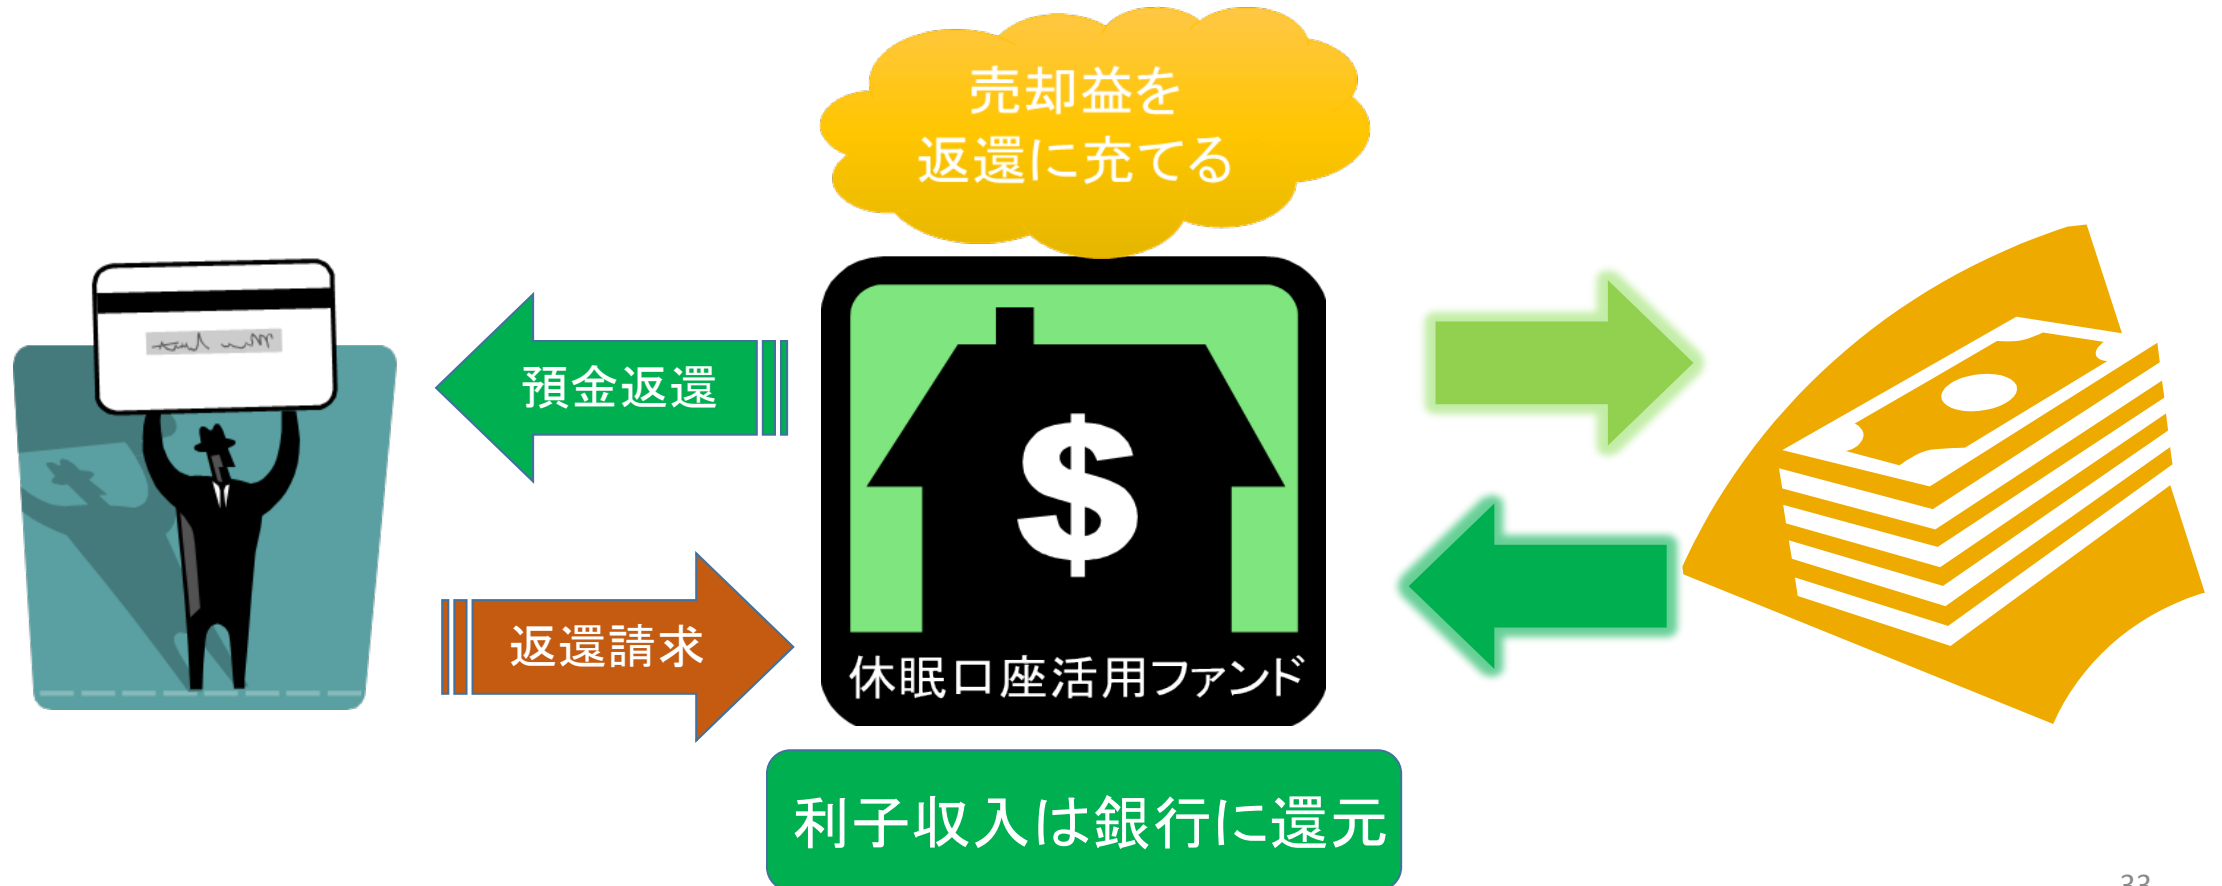 売却益を
返還に充てる
預金返還
返還請求
休眠口座活用ファンド
利子収入は銀行に還元
33